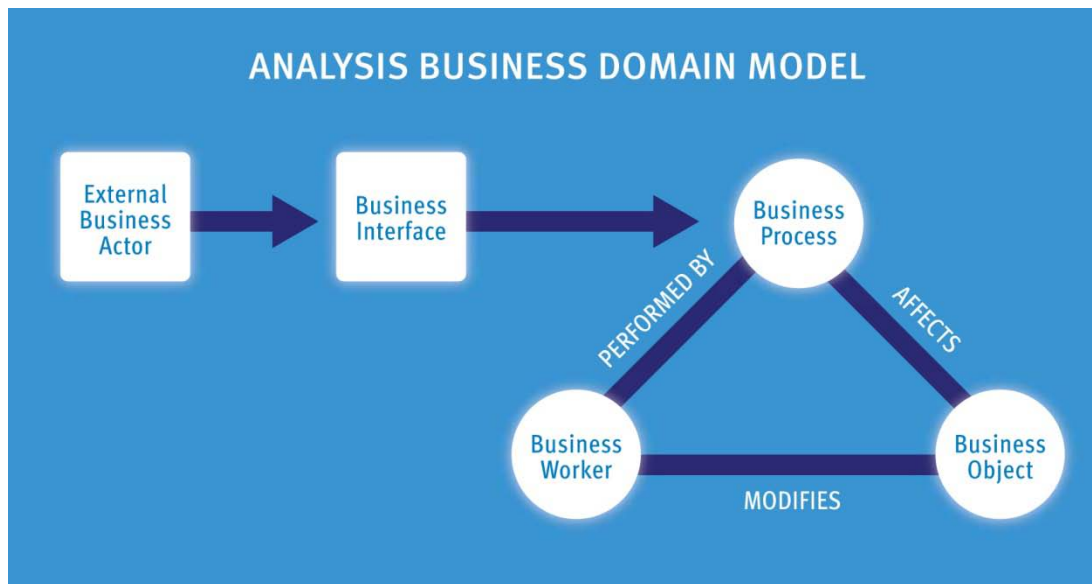 ANALYSIS BUSINESS DOMAIN MODEL
External
Business
Actor
Business
Interface
Business
Process
PERFORMED BY
AFFECTS
Business
Worker
Business
Object
MODIFIES